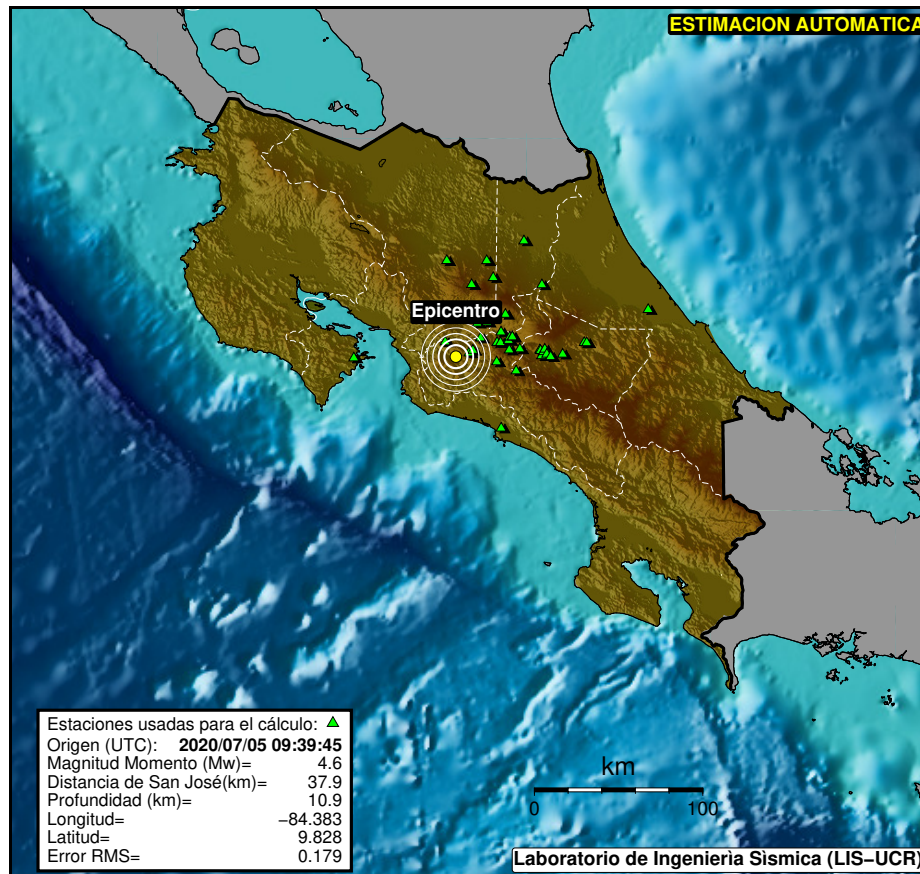 ESTIMACION AUTOMATICA
Epicentro
Estaciones usadas para el cálculo:
Origen (UTC): 2020/07/05 09:39:45
Magnitud Momento (Mw)= 4.6
Distancia de San José(km)= 37.9
Profundidad (km)= 10.9
Longitud= −84.383
Latitud= 9.828
Error RMS= 0.179
km
0 100
Laboratorio de Ingenierìa Sìsmica (LIS−UCR)